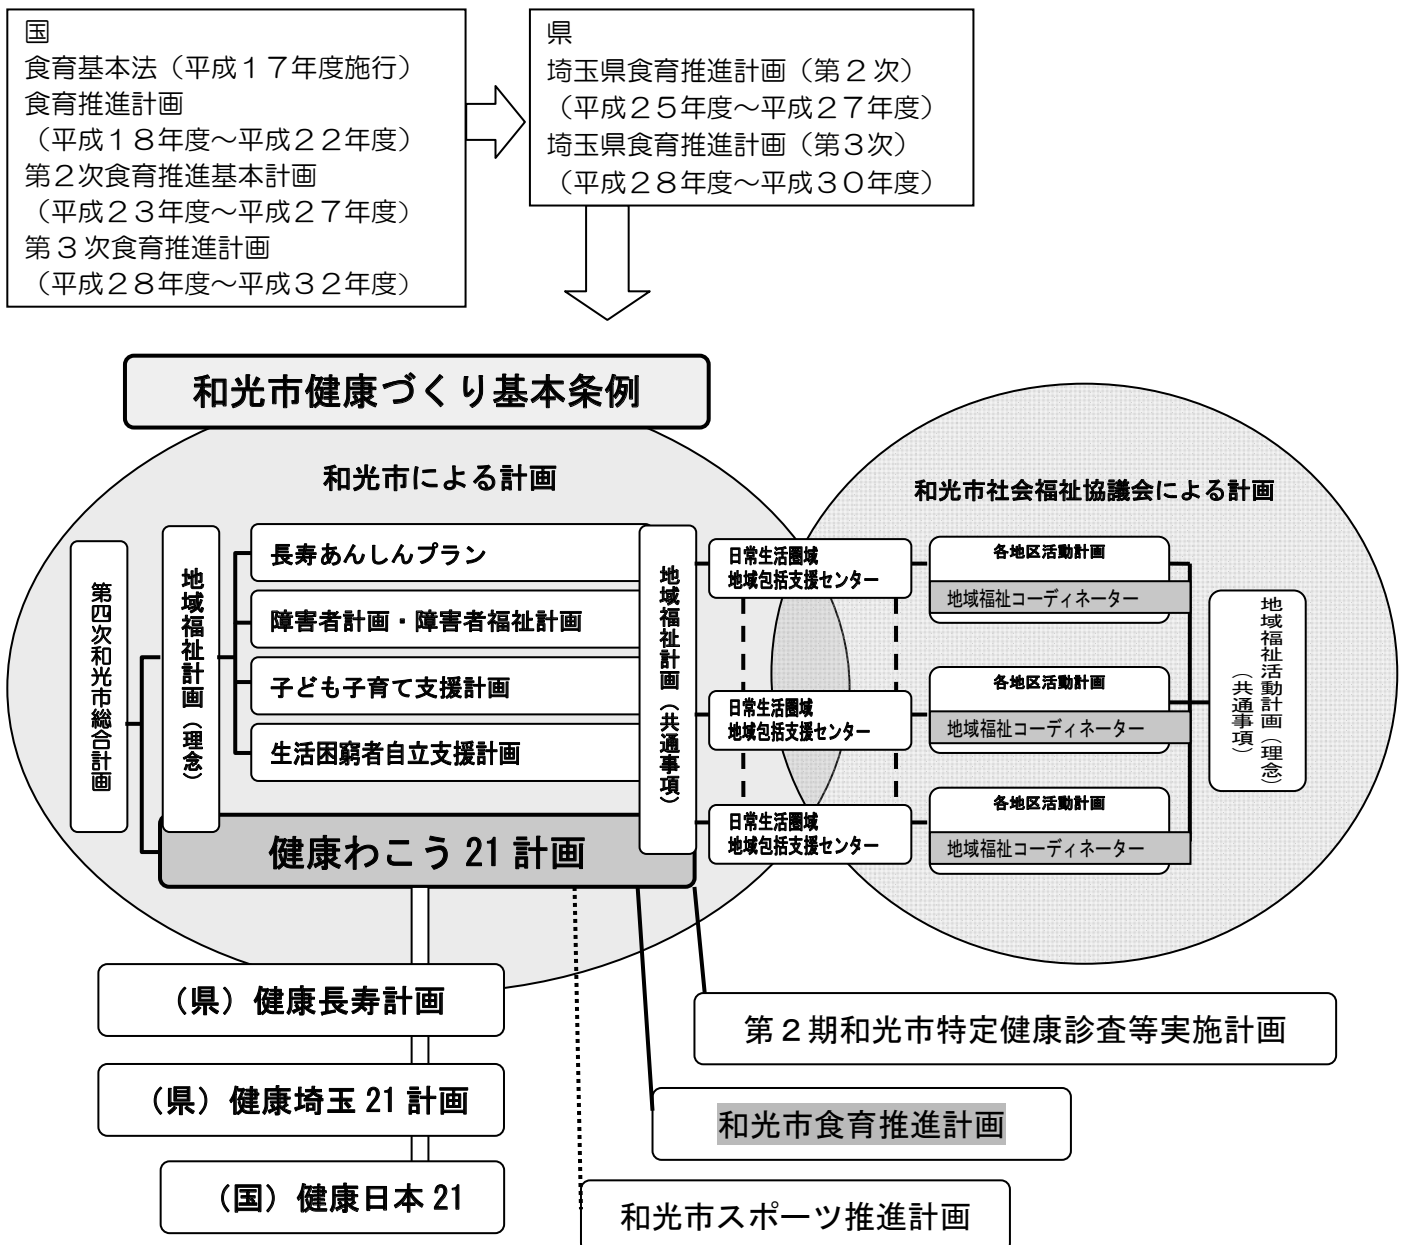 国
食育基本法（平成１７年度施行）
食育推進計画
（平成１８年度～平成２２年度）
第２次食育推進基本計画
（平成２３年度～平成２７年度）
第３次食育推進計画
（平成２８年度～平成３２年度）
県
埼玉県食育推進計画（第２次）
（平成２５年度～平成２７年度）
埼玉県食育推進計画（第３次）
（平成２８年度～平成３０年度）
和光市健康づくり基本条例
和光市による計画
和光市社会福祉協議会による計画
第四次和光市総合計画
地域福祉計画（理念）
長寿あんしんプラン
障害者計画・障害者福祉計画
子ども子育て支援計画
生活困窮者自立支援計画
地域福祉計画（共通事項）
健康わこう 21 計画
日常生活圏域
地域包括支援センター
日常生活圏域
地域包括支援センター
日常生活圏域
地域包括支援センター
各地区活動計画
地域福祉コーディネーター
各地区活動計画
地域福祉コーディネーター
各地区活動計画
地域福祉コーディネーター
地域福祉活動計画（理念）
（共通事項）
（県）健康長寿計画
（県）健康埼玉 21 計画
（国）健康日本 21
第２期和光市特定健康診査等実施計画
和光市食育推進計画
和光市スポーツ推進計画